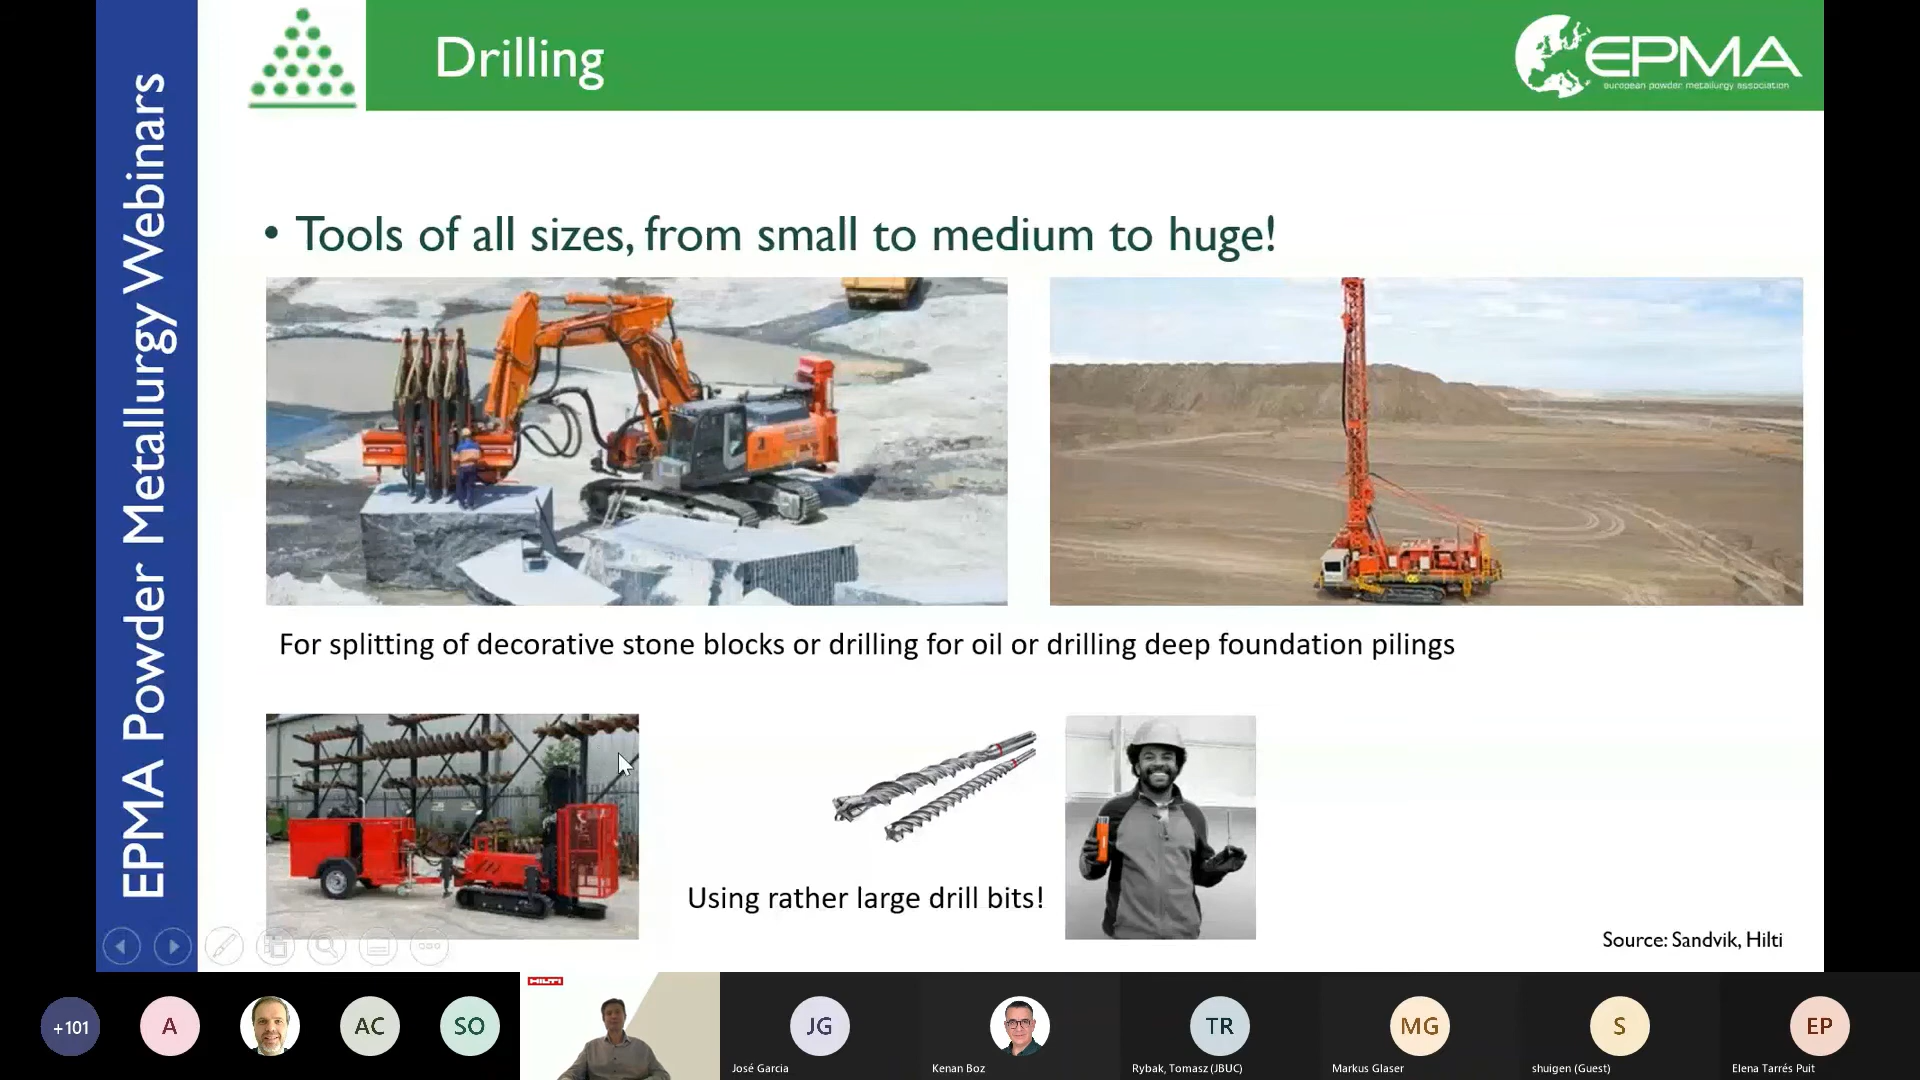 EPMA Powder Metallurgy Webinars
Drilling
EPMA
european powder metallurgy association
• Tools of all sizes, from small to medium to huge!
For splitting of decorative stone blocks or drilling for oil or drilling deep foundation pilings
Using rather large drill bits!
Source: Sandvik, Hilti
+101
A
AC
SO
HILTI
JG
José Garcia
Kenan Boz
TR
Rybak, Tomasz (JBUC)
MG
Markus Glaser
S
shuigen (Guest)
EP
Elena Tarrés Puit